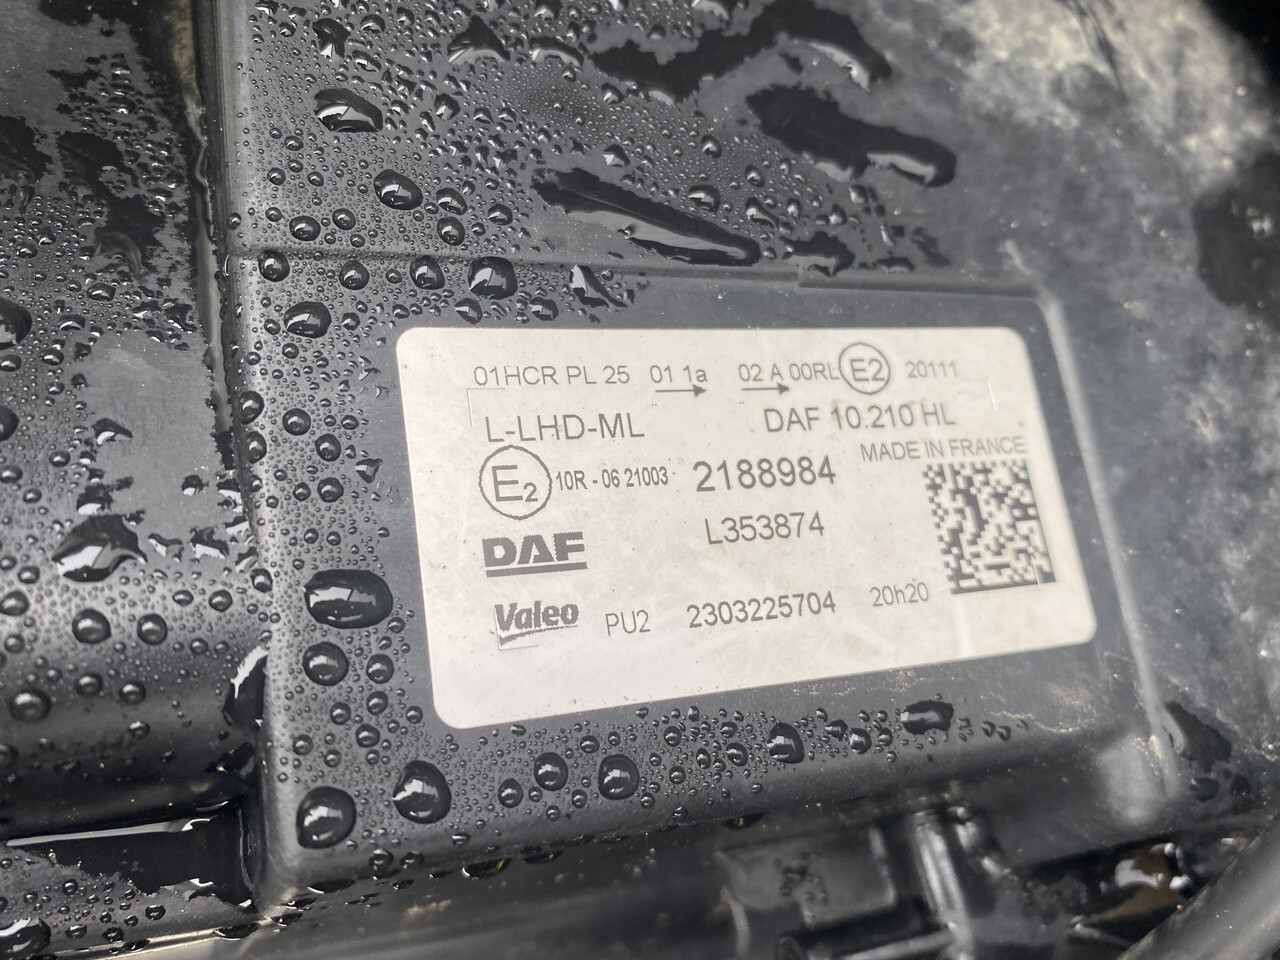 01HCR PL 25 01 1a 02 A 00RL E2 20111
L-LHD-ML DAF 10.210 HL
MADE IN FRANCE
E2 10R - 06 21003 2188984
L353874
DAF
Valeo PU2 2303225704 20h20